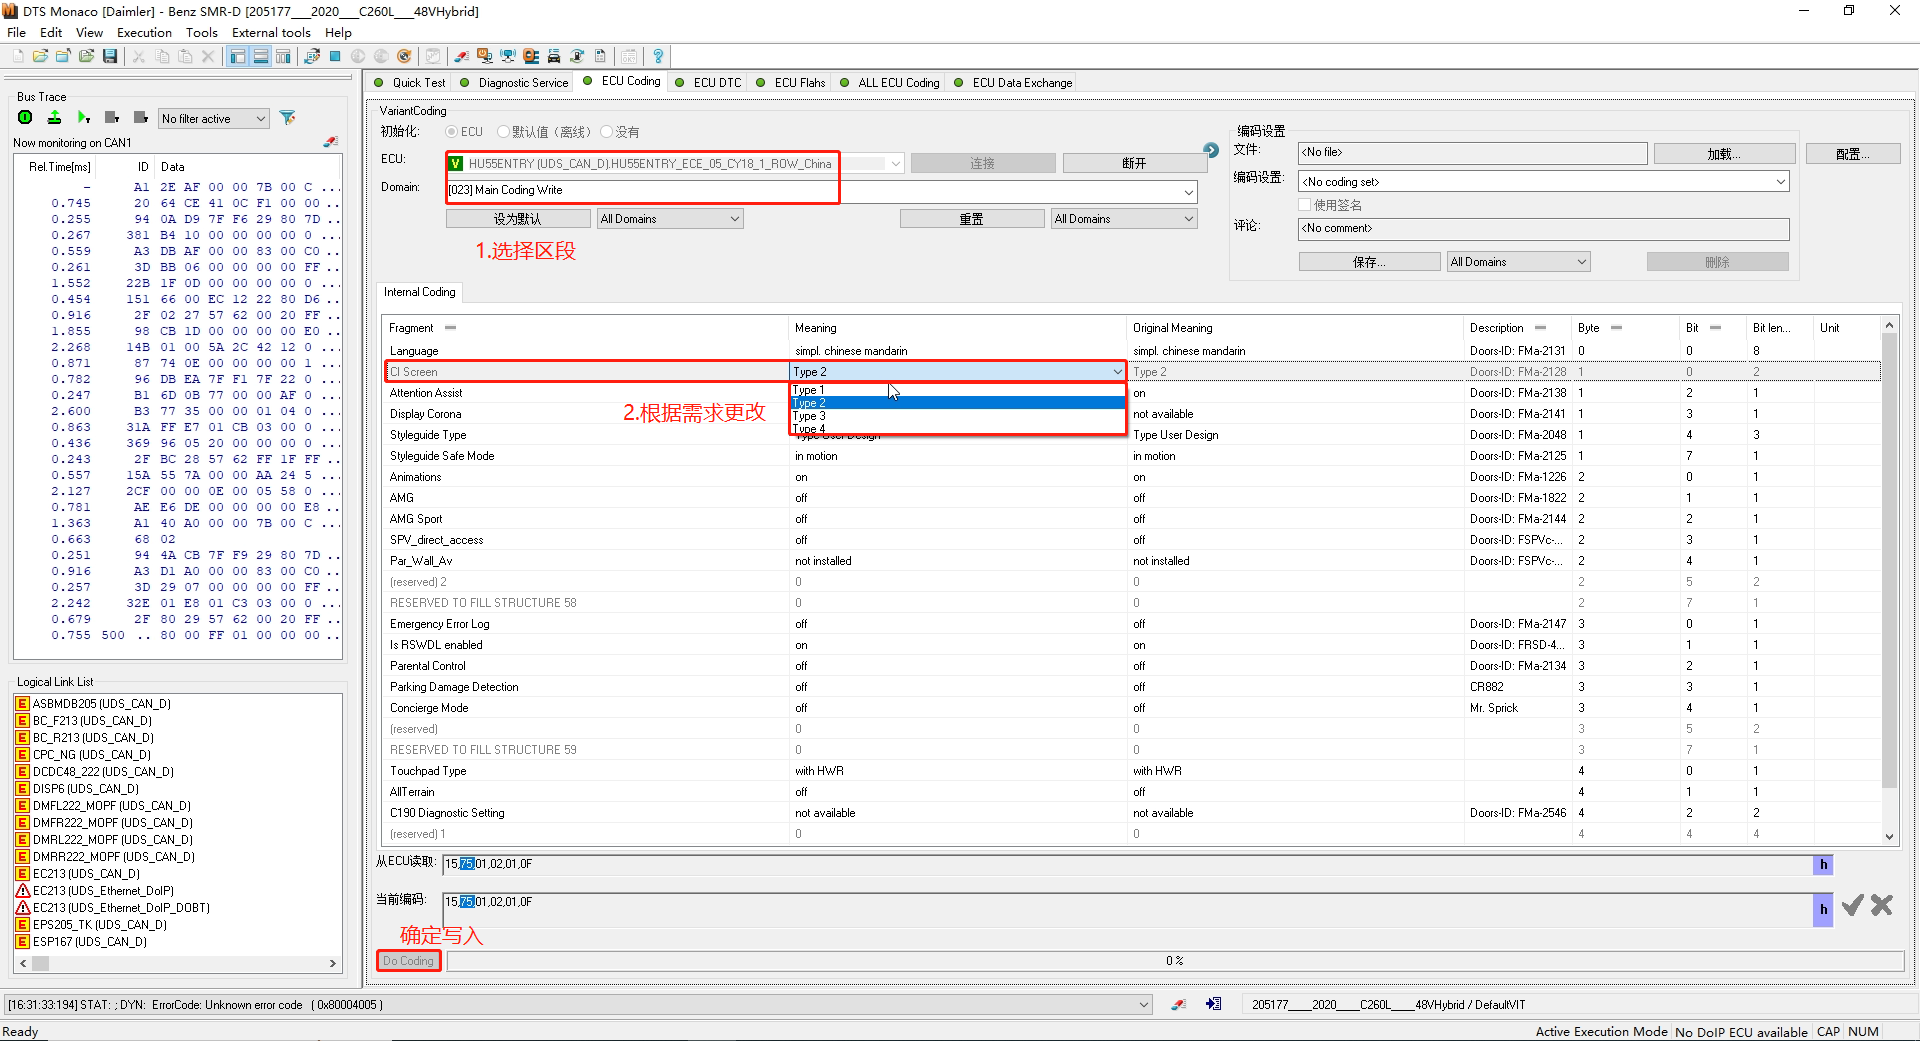 DTS Monaco [Daimler] - Benz SMR-D [205177___2020___C260L___48VHybrid]
File Edit View Execution Tools External tools Help
Quick Test Diagnostic Service ECU Coding ECU DTC ECU Flahs ALL ECU Coding ECU Data Exchange
Bus Trace
No filter active
Now monitoring on CAN1
Rel.Time[ms] ID Data
– A1 2E AF 00 00 7B 00 C ...
0.745 20 64 CE 41 0C F1 00 00 ..
0.255 94 0A D9 7F F6 29 80 7D ..
0.267 381 B4 10 00 00 00 00 0 ...
0.559 A3 DB AF 00 00 83 00 C0 ..
0.261 3D BB 06 00 00 00 00 FF ..
1.552 22B 1F 0D 00 00 00 00 0 ...
0.454 151 66 00 EC 12 22 80 D6 ..
0.916 2F 02 27 57 62 00 20 FF ..
1.855 98 CB 1D 00 00 00 00 E0 ..
2.268 14B 01 00 5A 2C 42 12 0 ...
0.871 87 74 0E 00 00 00 00 1 ...
0.782 96 DB EA 7F F1 7F 22 0 ...
0.247 B1 6D 0B 77 00 00 AF 0 ...
2.600 B3 77 35 00 00 01 04 0 ...
0.863 31A FF E7 01 CB 03 00 0 ...
0.436 369 96 05 20 00 00 00 0 ...
0.243 2F BC 28 57 62 FF 1F FF ..
0.557 15A 55 7A 00 00 AA 24 5 ...
2.127 2CF 00 00 0E 00 05 58 0 ...
0.781 AE E6 DE 00 00 00 00 E8 ..
1.363 A1 40 A0 00 00 7B 00 C ...
0.663 68 02
0.251 94 4A CB 7F F9 29 80 7D ..
0.916 A3 D1 A0 00 00 83 00 C0 ..
0.257 3D 29 07 00 00 00 00 FF ..
2.242 32E 01 E8 01 C3 03 00 0 ...
0.679 2F 80 29 57 62 00 20 FF ..
0.755 500 .. 80 00 FF 01 00 00 00 ..
Logical Link List
ASBMDB205 (UDS_CAN_D)
BC_F213 (UDS_CAN_D)
BC_R213 (UDS_CAN_D)
CPC_NG (UDS_CAN_D)
DCDC48_222 (UDS_CAN_D)
DISP6 (UDS_CAN_D)
DMFL222_MOPF (UDS_CAN_D)
DMFR222_MOPF (UDS_CAN_D)
DMRL222_MOPF (UDS_CAN_D)
DMRR222_MOPF (UDS_CAN_D)
EC213 (UDS_CAN_D)
EC213 (UDS_Ethernet_DoIP)
EC213 (UDS_Ethernet_DoIP_DOBT)
EPS205_TK (UDS_CAN_D)
ESP167 (UDS_CAN_D)
VariantCoding
初始化: ECU 默认值（离线） 没有
ECU: V HU55ENTRY (UDS_CAN_D).HU55ENTRY_ECE_05_CY18_1_ROW_China 连接 断开
Domain: [023] Main Coding Write
设为默认 All Domains 重置 All Domains
1.选择区段
编码设置
文件: <No file> 加载... 配置...
编码设置: <No coding set>
使用签名
评论: <No comment>
保存... All Domains 删除
Internal Coding
Fragment Meaning Original Meaning Description Byte Bit Bit len... Unit
Language simpl. chinese mandarin simpl. chinese mandarin Doors-ID: FMa-2131 0 0 8
CI Screen Type 2 Type 2 Doors-ID: FMa-2128 1 0 2
Type 1
Type 2
Type 3
Type 4
2.根据需求更改
Attention Assist on Doors-ID: FMa-2138 1 2 1
Display Corona not available Doors-ID: FMa-2141 1 3 1
Styleguide Type Type User Design Type User Design Doors-ID: FMa-2048 1 4 3
Styleguide Safe Mode in motion in motion Doors-ID: FMa-2125 1 7 1
Animations on on Doors-ID: FMa-1226 2 0 1
AMG off off Doors-ID: FMa-1822 2 1 1
AMG Sport off off Doors-ID: FMa-2144 2 2 1
SPV_direct_access off off Doors-ID: FSPVc-... 2 3 1
Par_Wall_Av not installed not installed Doors-ID: FSPVc-... 2 4 1
(reserved) 2 0 0 2 5 2
RESERVED TO FILL STRUCTURE 58 0 0 2 7 1
Emergency Error Log off off Doors-ID: FMa-2147 3 0 1
Is RSWDL enabled on on Doors-ID: FRSD-4... 3 1 1
Parental Control off off Doors-ID: FMa-2134 3 2 1
Parking Damage Detection off off CR882 3 3 1
Concierge Mode off off Mr. Sprick 3 4 1
(reserved) 0 0 3 5 2
RESERVED TO FILL STRUCTURE 59 0 0 3 7 1
Touchpad Type with HWR with HWR 4 0 1
AllTerrain off off 4 1 1
C190 Diagnostic Setting not available not available Doors-ID: FMa-2546 4 2 2
(reserved) 1 0 0 4 4 4
从ECU读取: 15,75,01,02,01,0F h
当前编码: 15,75,01,02,01,0F h
确定写入
Do Coding 0 %
[16:31:33:194] STAT: ; DYN: ErrorCode: Unknown error code ( 0x80004005 )
205177____2020____C260L____48VHybrid / DefaultVIT
Ready Active Execution Mode No DoIP ECU available CAP NUM